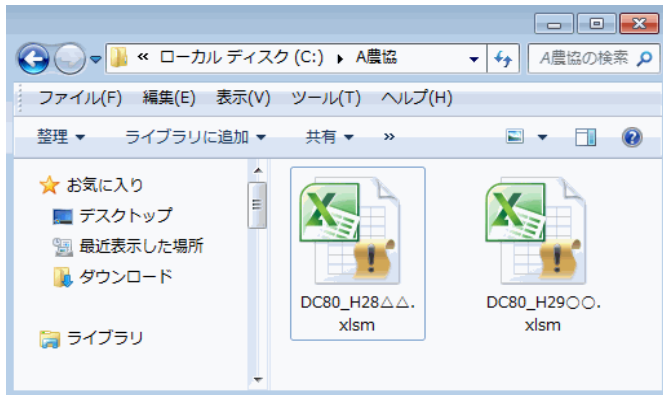 « ローカル ディスク (C:) ▸ A農協
A農協の検索
ファイル(F) 編集(E) 表示(V) ツール(T) ヘルプ(H)
整理 ▼ ライブラリに追加 ▼ 共有 ▼ »
お気に入り
デスクトップ
最近表示した場所
ダウンロード
ライブラリ
DC80_H28△△.
xlsm
DC80_H29○○.
xlsm